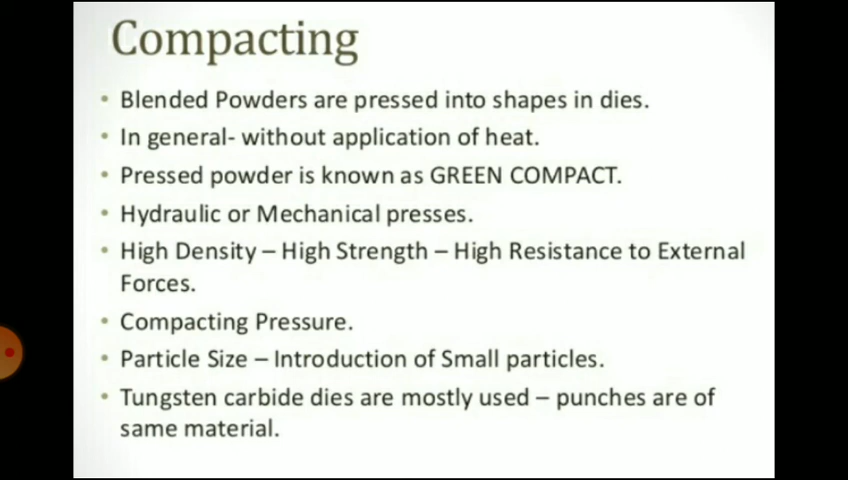 Compacting
• Blended Powders are pressed into shapes in dies.
• In general- without application of heat.
• Pressed powder is known as GREEN COMPACT.
• Hydraulic or Mechanical presses.
• High Density – High Strength – High Resistance to External
Forces.
• Compacting Pressure.
• Particle Size – Introduction of Small particles.
• Tungsten carbide dies are mostly used – punches are of
same material.